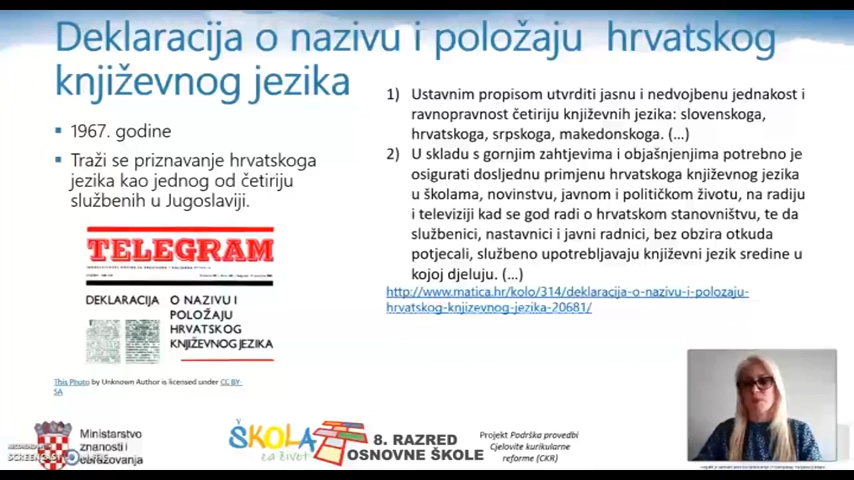 Deklaracija o nazivu i položaju hrvatskog
književnog jezika
1967. godine
Traži se priznavanje hrvatskoga
jezika kao jednog od četiriju
službenih u Jugoslaviji.
TELEGRAM
DEKLARACIJA O NAZIVU I
POLOŽAJU
HRVATSKOG
KNJIŽEVNOG JEZIKA
This Photo by Unknown Author is licensed under CC BY-
SA
1) Ustavnim propisom utvrditi jasnu i nedvojbenu jednakost i
ravnopravnost četiriju književnih jezika: slovenskoga,
hrvatskoga, srpskoga, makedonskoga. (…)
2) U skladu s gornjim zahtjevima i objašnjenjima potrebno je
osigurati dosljednu primjenu hrvatskoga književnog jezika
u školama, novinstvu, javnom i političkom životu, na radiju
i televiziji kad se god radi o hrvatskom stanovništvu, te da
službenici, nastavnici i javni radnici, bez obzira otkuda
potjecali, službeno upotrebljavaju književni jezik sredine u
kojoj djeluju. (…)
http://www.matica.hr/kolo/314/deklaracija-o-nazivu-i-polozaju-
hrvatskog-knjizevnog-jezika-20681/
Ministarstvo
znanosti i
obrazovanja
ŠKOLA
za život
8. RAZRED
OSNOVNE ŠKOLE
Projekt Podrška provedbi
Cjelovite kurikularne
reforme (CKR)